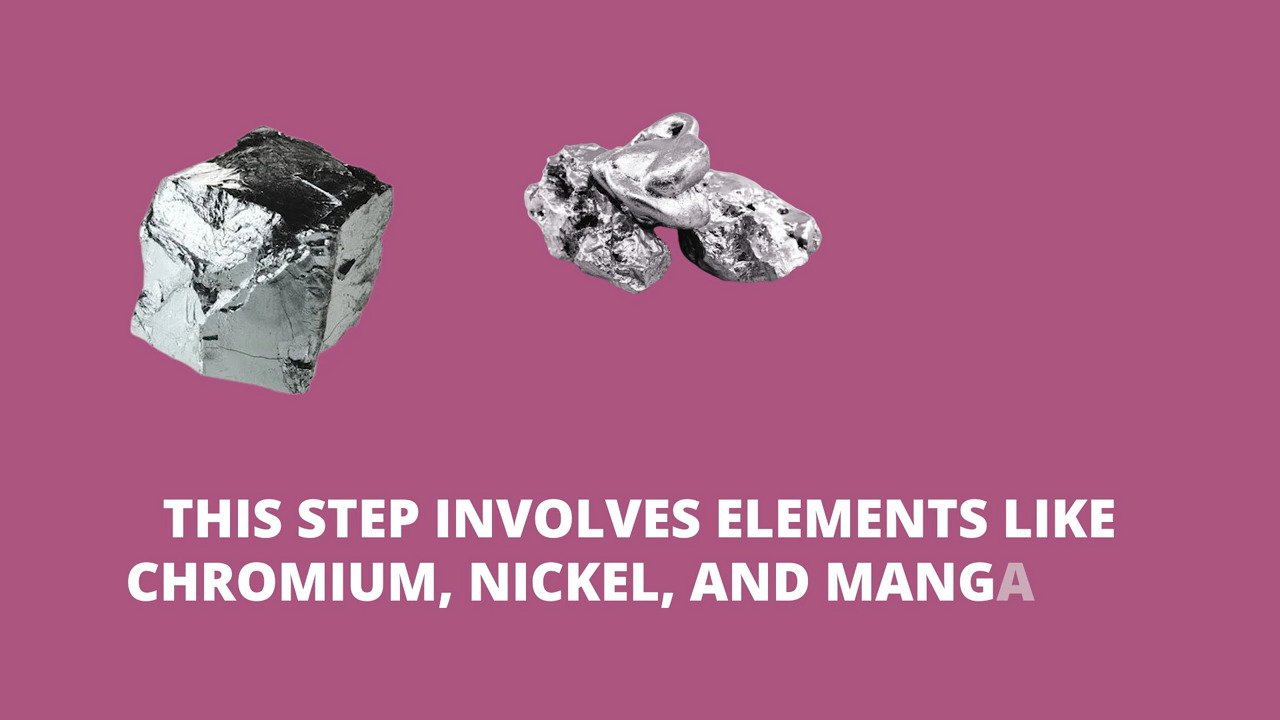 THIS STEP INVOLVES ELEMENTS LIKE
CHROMIUM, NICKEL, AND MANGA